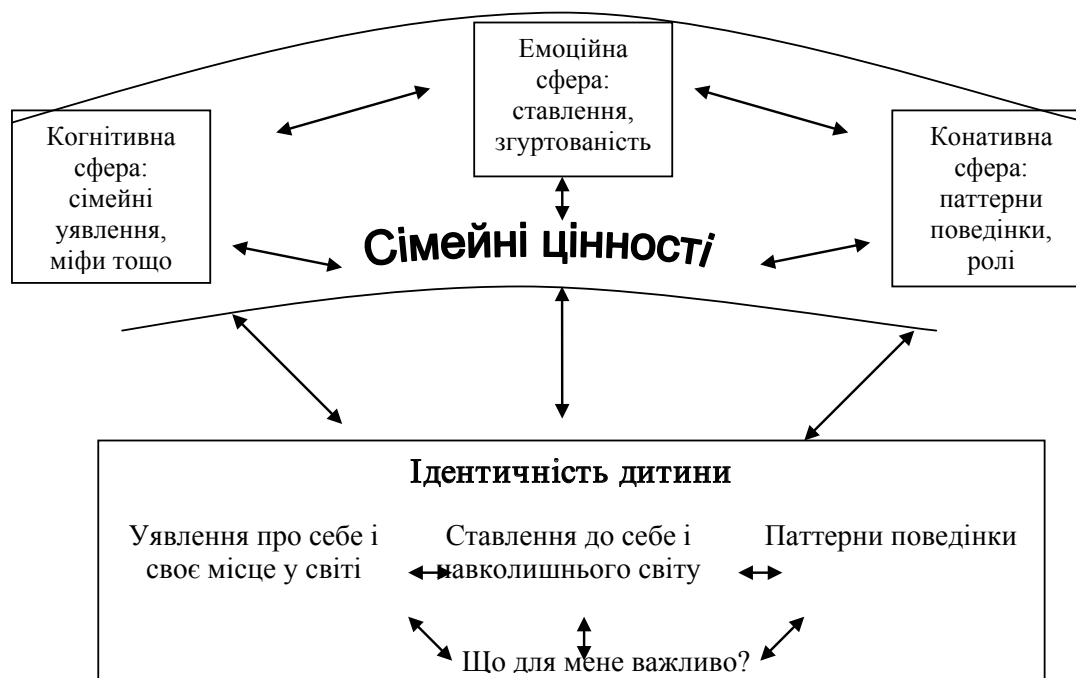 Емоційна
сфера:
ставлення,
згуртованість
Когнітивна
сфера:
сімейні
уявлення,
міфи тощо
Конативна
сфера:
паттерни
поведінки,
ролі
Сімейні цінності
Ідентичність дитини
Уявлення про себе і
своє місце у світі
Ставлення до себе і
навколишнього світу
Паттерни поведінки
Що для мене важливо?